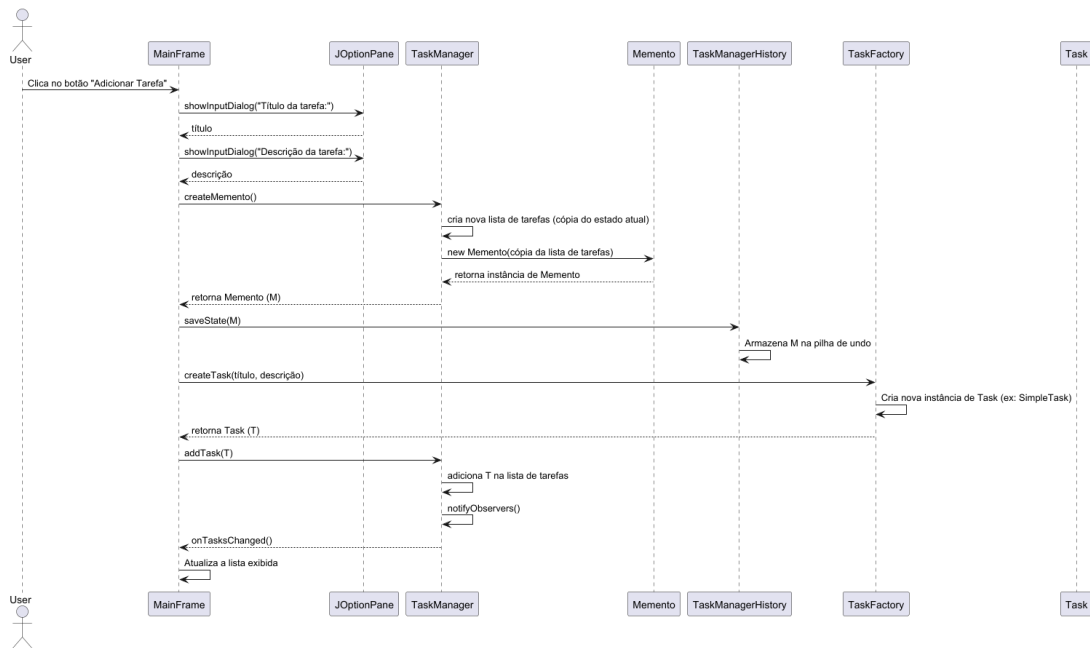 User
MainFrame
JOptionPane
TaskManager
Memento
TaskManagerHistory
TaskFactory
Task
Clica no botão "Adicionar Tarefa"
showInputDialog("Título da tarefa:")
título
showInputDialog("Descrição da tarefa:")
descrição
createMemento()
cria nova lista de tarefas (cópia do estado atual)
new Memento(cópia da lista de tarefas)
retorna instância de Memento
retorna Memento (M)
saveState(M)
Armazena M na pilha de undo
createTask(título, descrição)
Cria nova instância de Task (ex: SimpleTask)
retorna Task (T)
addTask(T)
adiciona T na lista de tarefas
notifyObservers()
onTasksChanged()
Atualiza a lista exibida
User
MainFrame
JOptionPane
TaskManager
Memento
TaskManagerHistory
TaskFactory
Task